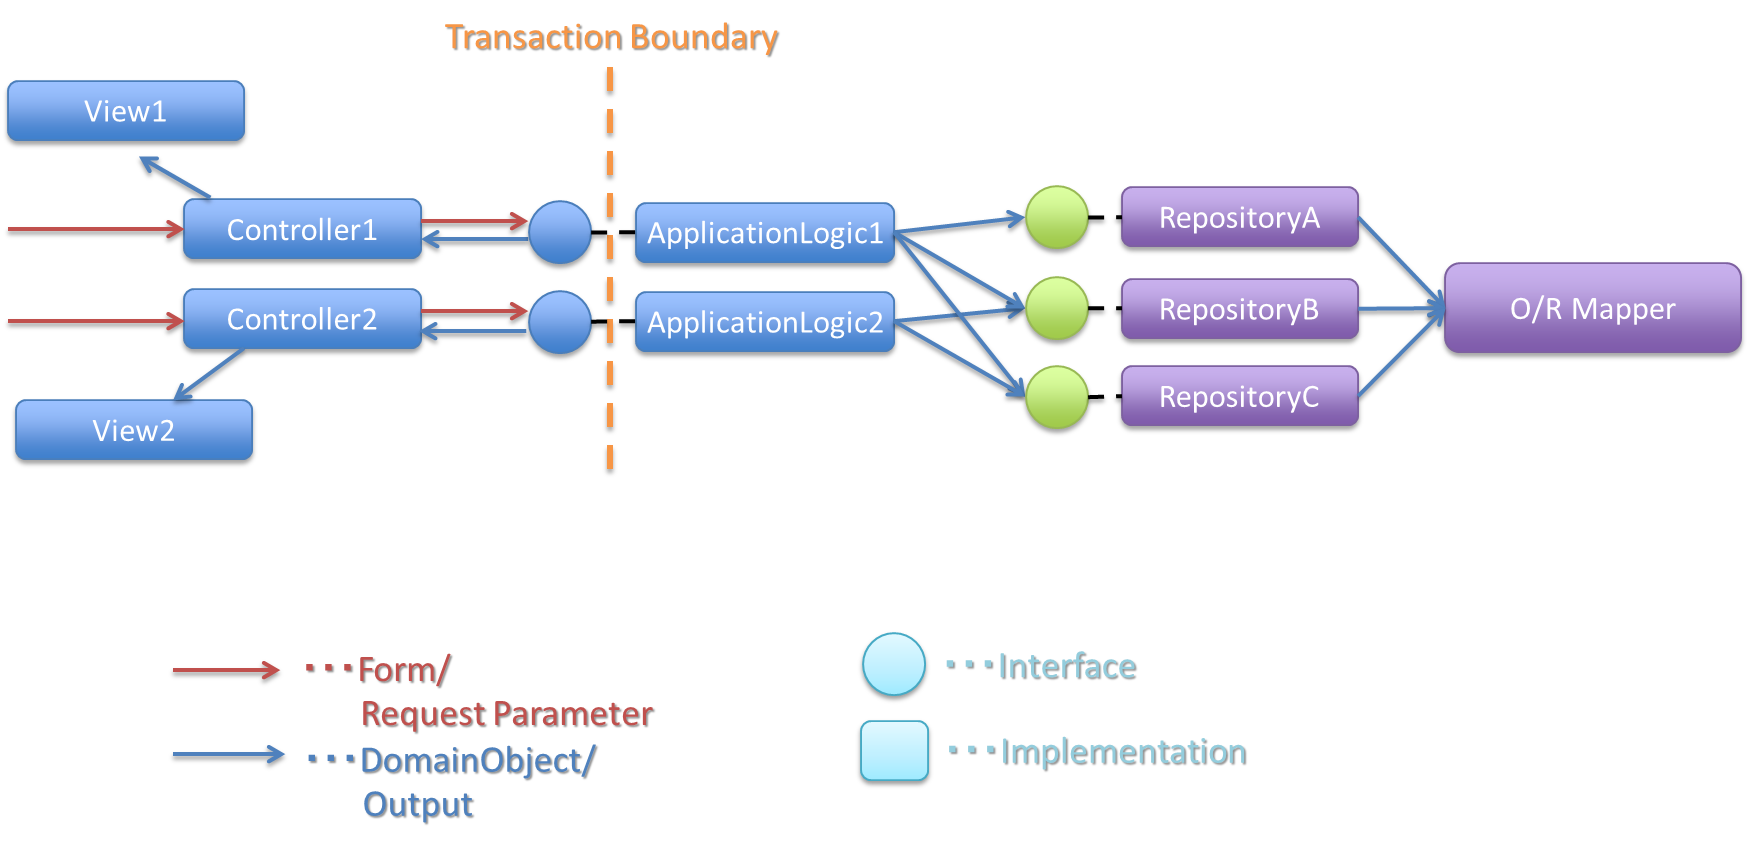 Transaction Boundary
View1
Controller1
ApplicationLogic1
RepositoryA
Controller2
ApplicationLogic2
RepositoryB
O/R Mapper
RepositoryC
View2
・・・Form/
Request Parameter
・・・DomainObject/
Output
・・・Interface
・・・Implementation